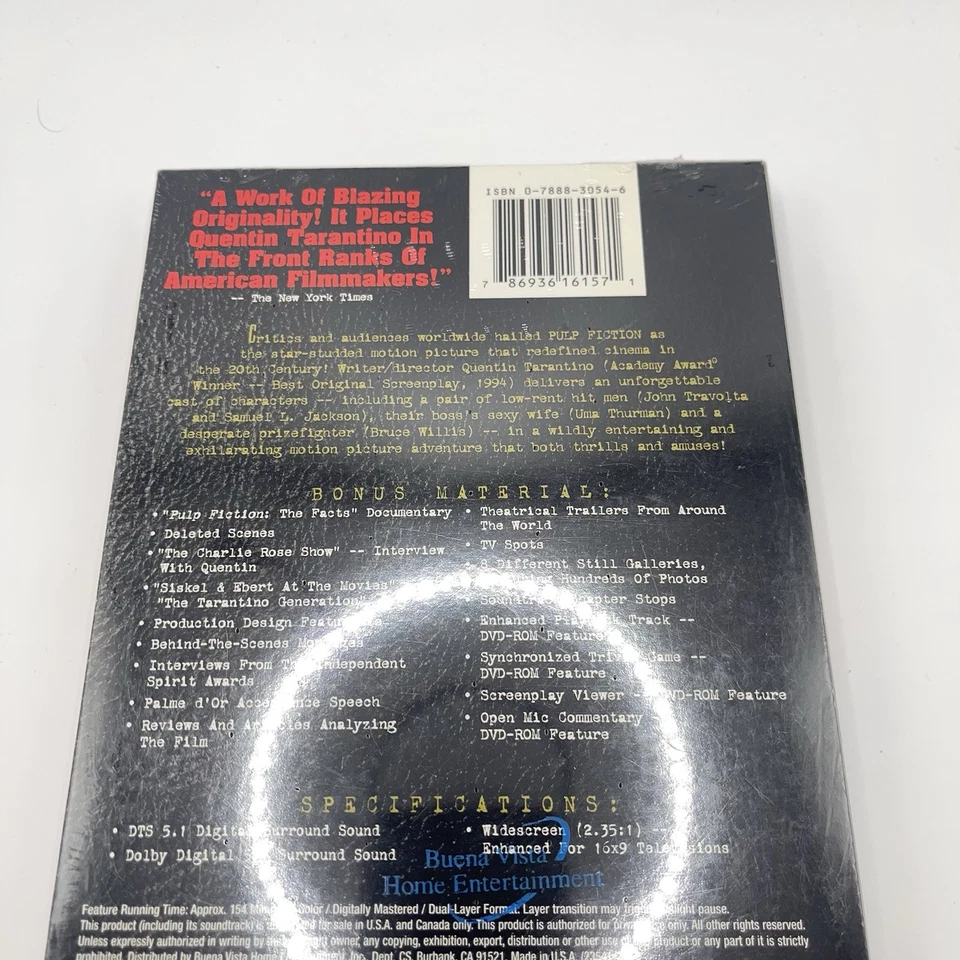 "A Work Of Blazing
Originality! It Places
Quentin Tarantino In
The Front Ranks Of
American Filmmakers!"
-- The New York Times
ISBN 0-7888-3054-6
7 86936 16157 1
Critics and audiences worldwide hailed PULP FICTION as
the star-studded motion picture that redefined cinema in
the 20th Century! Writer/director Quentin Tarantino (Academy Award®
Winner -- Best Original Screenplay, 1994) delivers an unforgettable
cast of characters -- including a pair of low-rent hit men (John Travolta
and Samuel L. Jackson), their boss's sexy wife (Uma Thurman) and a
desperate prizefighter (Bruce Willis) -- in a wildly entertaining and
exhilarating motion picture adventure that both thrills and amuses!
BONUS MATERIAL:
• "Pulp Fiction: The Facts" Documentary
• Deleted Scenes
• "The Charlie Rose Show" -- Interview
With Quentin
• "Siskel & Ebert At The Movies"
"The Tarantino Generation"
• Production Design
• Behind-The-Scenes
• Interviews From Independent
Spirit Awards
• Palme d'Or Speech
• Reviews And Analyzing
The Film
• Theatrical Trailers From Around
The World
• TV Spots
• 8 Different Still Galleries,
Hundreds Of Photos
• Chapter Stops
• Enhanced Track --
DVD-ROM Feature
• Synchronized Game --
DVD-ROM Feature
• Screenplay Viewer -- DVD-ROM Feature
• Open Mic Commentary
DVD-ROM Feature
SPECIFICATIONS:
• DTS 5.1 Digital Surround Sound
• Dolby Digital Surround Sound
• Widescreen (2.35:1) --
Enhanced For 16x9 Televisions
Buena Vista
Home Entertainment
Feature Running Time: Approx. 154 Color / Digitally Mastered / Dual-Layer Format. Layer transition may slight pause.
This product (including its soundtrack) is for sale in U.S.A. and Canada only. This product is authorized for private use only. All other rights reserved.
Unless expressly authorized in writing by the owner, any copying, exhibition, export, distribution or other use of product or any part of it is strictly
prohibited. Distributed by Buena Vista Home Inc. Dept. CS, Burbank, CA 91521. Made in U.S.A.